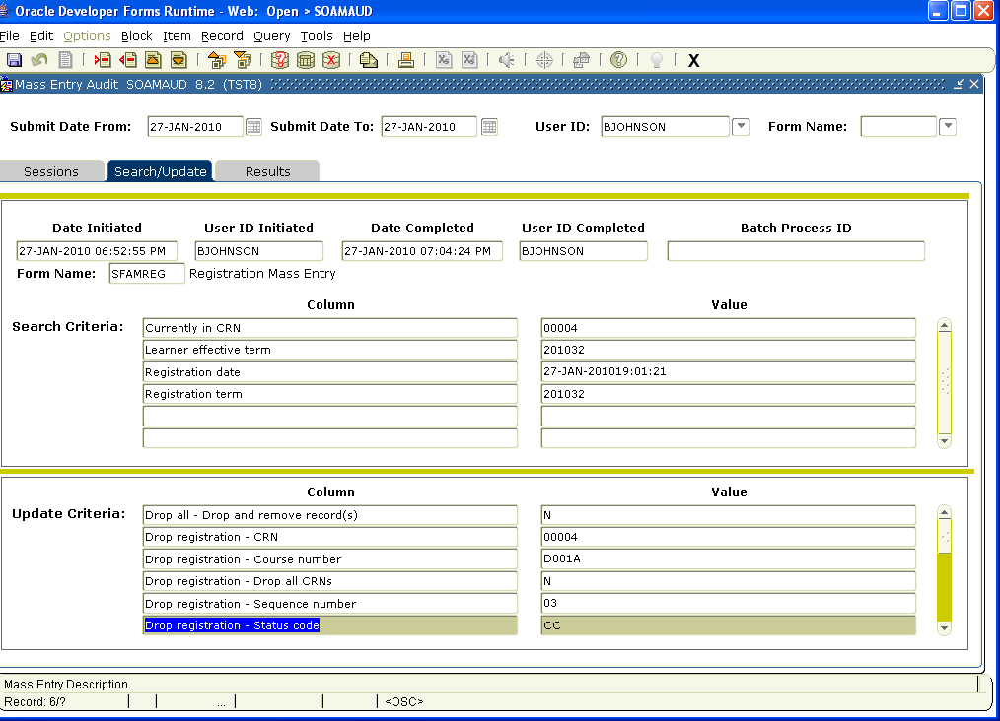 Oracle Developer Forms Runtime - Web: Open > SOAMAUD
File Edit Options Block Item Record Query Tools Help
X
Mass Entry Audit SOAMAUD 8.2 (TST8)
Submit Date From: 27-JAN-2010 Submit Date To: 27-JAN-2010 User ID: BJOHNSON Form Name:
Sessions Search/Update Results
Date Initiated User ID Initiated Date Completed User ID Completed Batch Process ID
27-JAN-2010 06:52:55 PM BJOHNSON 27-JAN-2010 07:04:24 PM BJOHNSON
Form Name: SFAMREG Registration Mass Entry
Column Value
Search Criteria: Currently in CRN 00004
Learner effective term 201032
Registration date 27-JAN-201019:01:21
Registration term 201032
Column Value
Update Criteria: Drop all - Drop and remove record(s) N
Drop registration - CRN 00004
Drop registration - Course number D001A
Drop registration - Drop all CRNs N
Drop registration - Sequence number 03
Drop registration - Status code CC
Mass Entry Description.
Record: 6/? ... <OSC>